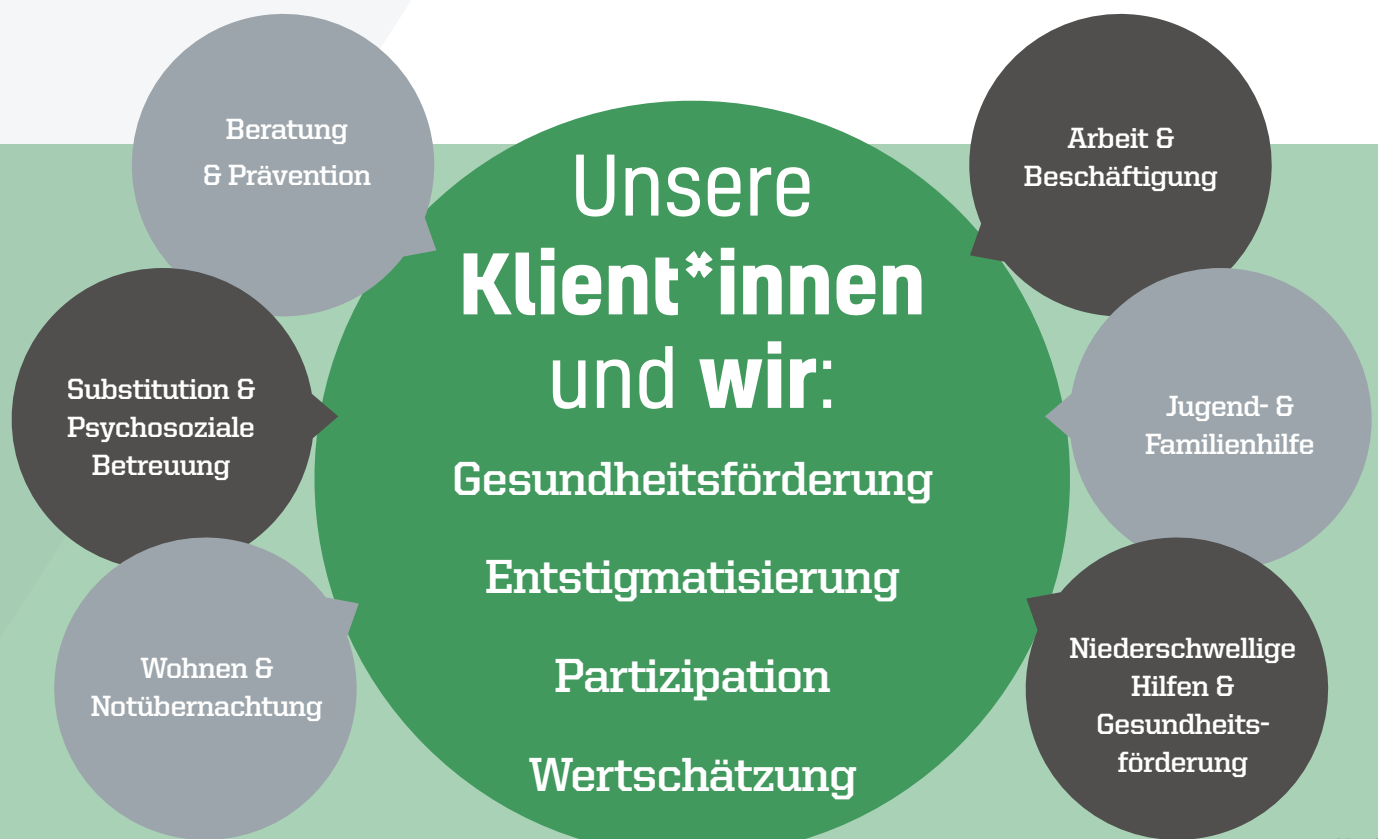 Beratung
& Prävention
Substitution &
Psychosoziale
Betreuung
Wohnen &
Notübernachtung
Unsere
Klient*innen
und wir:
Gesundheitsförderung
Entstigmatisierung
Partizipation
Wertschätzung
Arbeit &
Beschäftigung
Jugend- &
Familienhilfe
Niederschwellige
Hilfen &
Gesundheits-
förderung